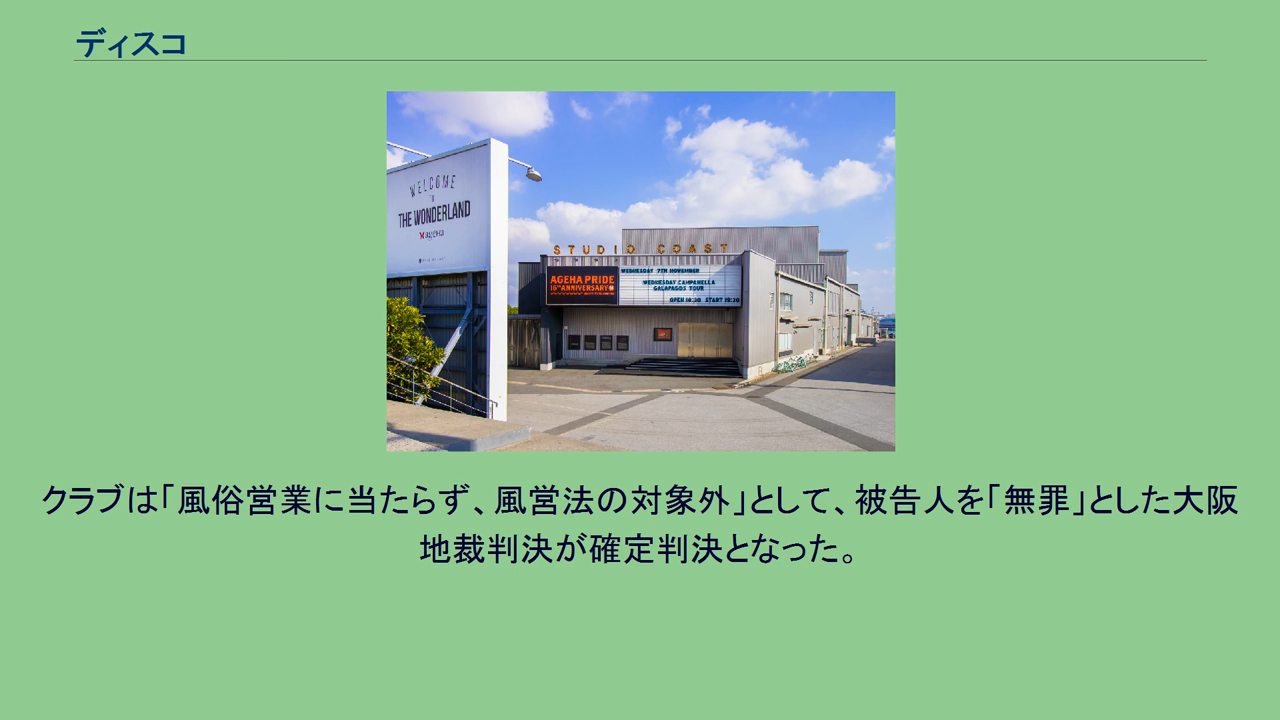 ディスコ
WELCOME
TO
THE WONDERLAND
ageHa
STUDIO COAST
AGEHA PRIDE
16TH ANNIVERSARY
WEDNESDAY 7TH NOVEMBER
WEDNESDAY CAMPANELLA
GALAPAGOS TOUR
OPEN 18:30 START 19:30
クラブは「風俗営業に当たらず、風営法の対象外」として、被告人を「無罪」とした大阪
地裁判決が確定判決となった。